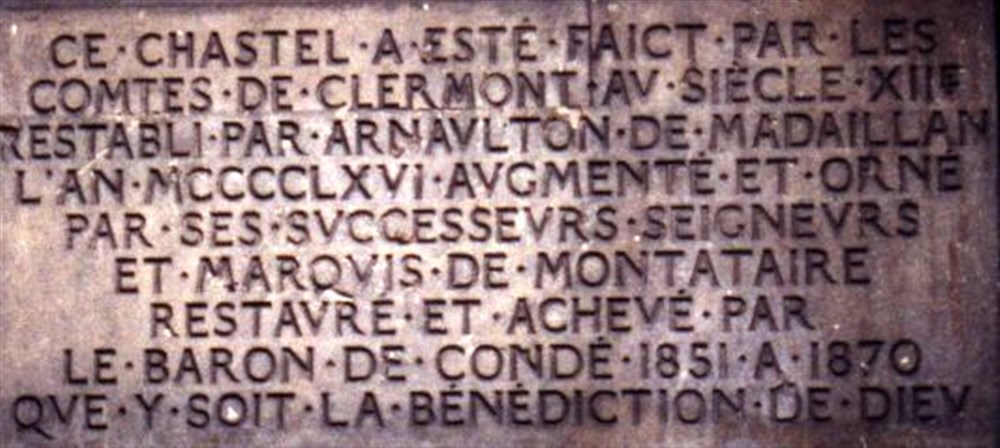 CE·CHASTEL·A·ESTÉ·FAICT·PAR·LES
COMTES·DE·CLERMONT·AV·SIÈCLE·XIIE
RESTABLI·PAR·ARNAVLTON·DE·MADAILLAN
L'AN·MCCCCCLXVI·AVGMENTÉ·ET·ORNÉ
PAR·SES·SVCCESSEVRS·SEIGNEVRS
ET·MARQVIS·DE·MONTATAIRE
RESTAVRÉ·ET·ACHEVÉ·PAR
LE·BARON·DE·CONDÉ·1851·A·1870
QVE·Y·SOIT·LA·BÉNÉDICTION·DE·DIEV